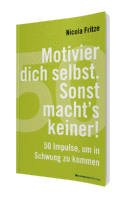 Nicola Fritze
Motivier
dich selbst.
Sonst
macht's
keiner!
50 Impulse, um in
Schwung zu kommen